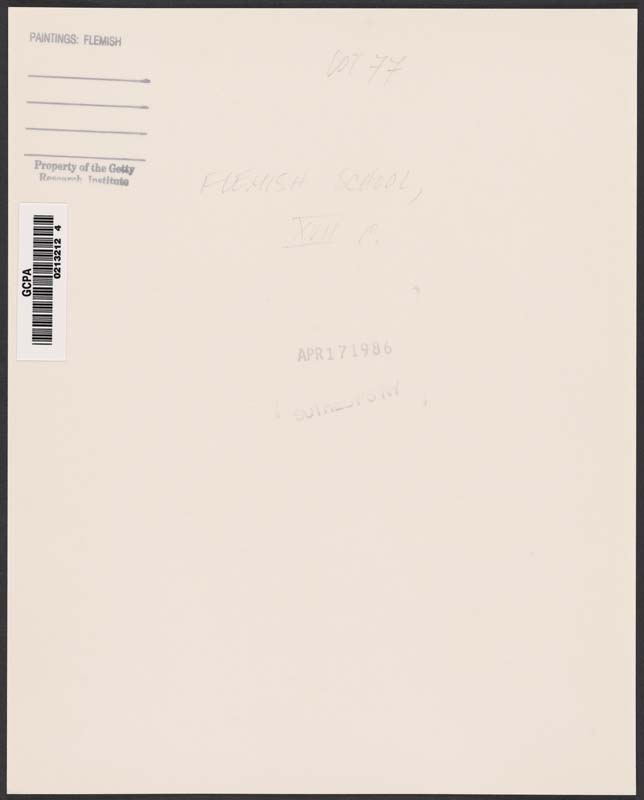 PAINTINGS: FLEMISH
LOT 77
Property of the Getty
Research Institute
FLEMISH SCHOOL,
XVII C.
GCPA
0213212 4
APR 17 1986
SOTHEBY'S NY